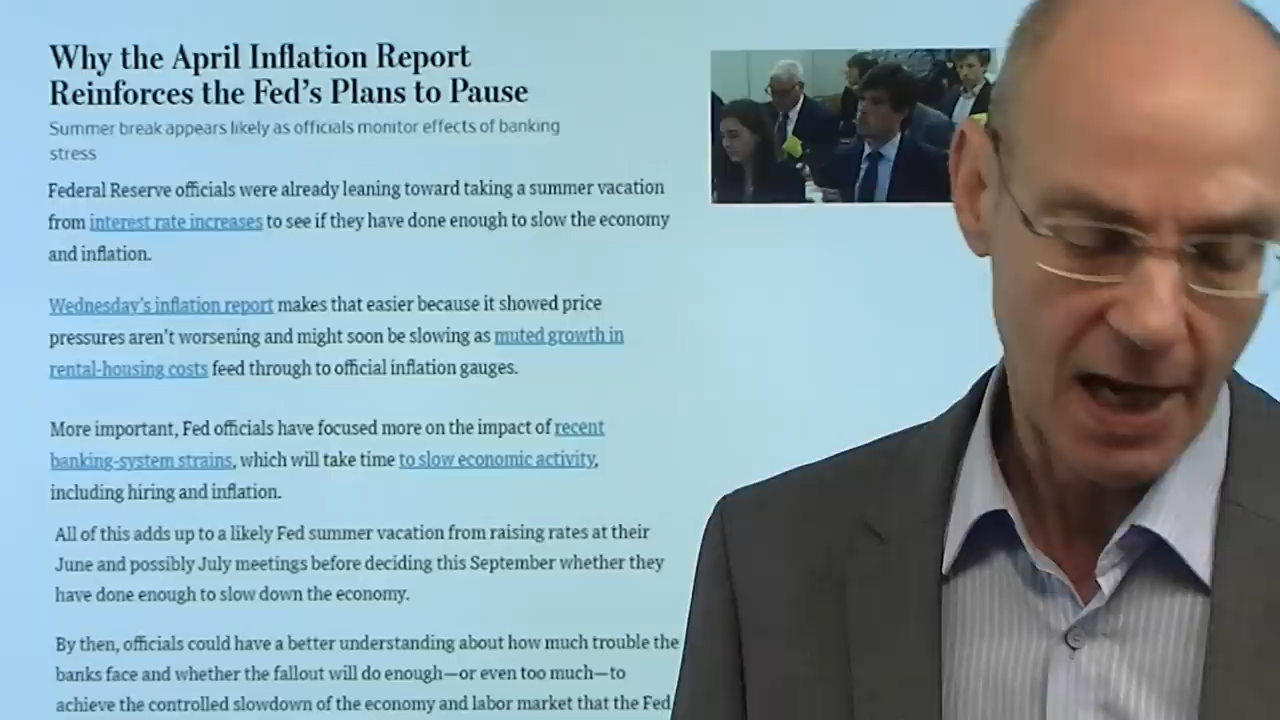 Why the April Inflation Report
Reinforces the Fed's Plans to Pause
Summer break appears likely as officials monitor effects of banking
stress
Federal Reserve officials were already leaning toward taking a summer vacation
from interest rate increases to see if they have done enough to slow the economy
and inflation.
Wednesday's inflation report makes that easier because it showed price
pressures aren't worsening and might soon be slowing as muted growth in
rental-housing costs feed through to official inflation gauges.
More important, Fed officials have focused more on the impact of recent
banking-system strains, which will take time to slow economic activity,
including hiring and inflation.
All of this adds up to a likely Fed summer vacation from raising rates at their
June and possibly July meetings before deciding this September whether they
have done enough to slow down the economy.
By then, officials could have a better understanding about how much trouble the
banks face and whether the fallout will do enough—or even too much—to
achieve the controlled slowdown of the economy and labor market that the Fed